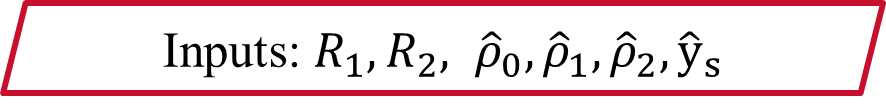 Inputs: R₁, R₂, ρ̂₀, ρ̂₁, ρ̂₂, ŷₛ